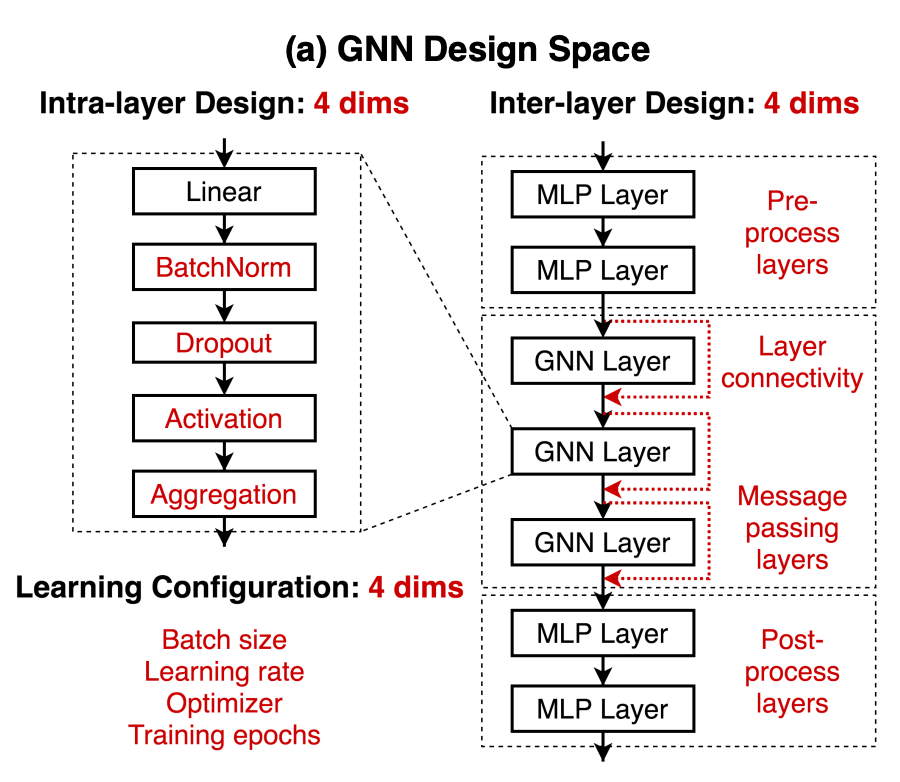 (a) GNN Design Space
Intra-layer Design: 4 dims
Linear
BatchNorm
Dropout
Activation
Aggregation
Learning Configuration: 4 dims
Batch size
Learning rate
Optimizer
Training epochs
Inter-layer Design: 4 dims
MLP Layer
MLP Layer
Pre-
process
layers
GNN Layer
Layer
connectivity
GNN Layer
GNN Layer
Message
passing
layers
MLP Layer
MLP Layer
Post-
process
layers